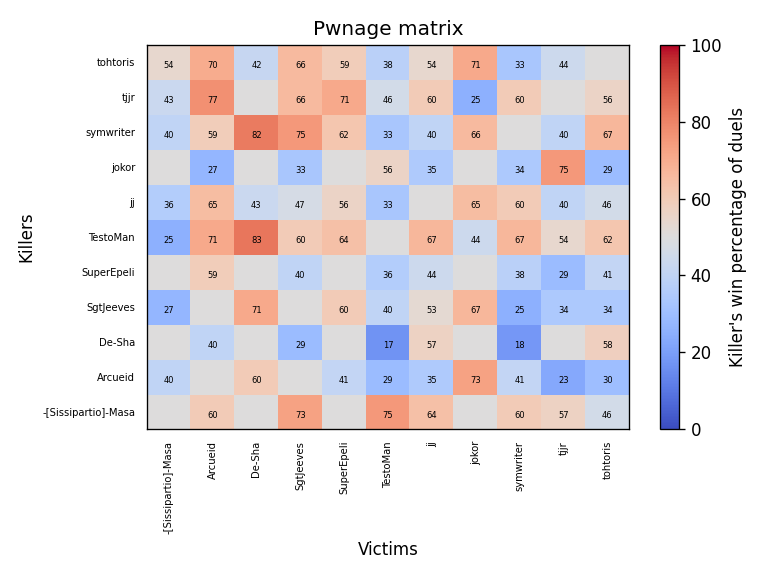 Pwnage matrix
tohtoris 54 70 42 66 59 38 54 71 33 44
tjjr 43 77 66 71 46 60 25 60 56
symwriter 40 59 82 75 62 33 40 66 40 67
jokor 27 33 56 35 34 75 29
jj 36 65 43 47 56 33 65 60 40 46
TestoMan 25 71 83 60 64 67 44 67 54 62
SuperEpeli 59 40 36 44 38 29 41
SgtJeeves 27 71 60 40 53 67 25 34 34
De-Sha 40 29 17 57 18 58
Arcueid 40 60 41 29 35 73 41 23 30
-[Sissipartio]-Masa 60 73 75 64 60 57 46
-[Sissipartio]-Masa Arcueid De-Sha SgtJeeves SuperEpeli TestoMan jj jokor symwriter tjjr tohtoris
Victims
Killers
100
80
60
40
20
0
Killer's win percentage of duels